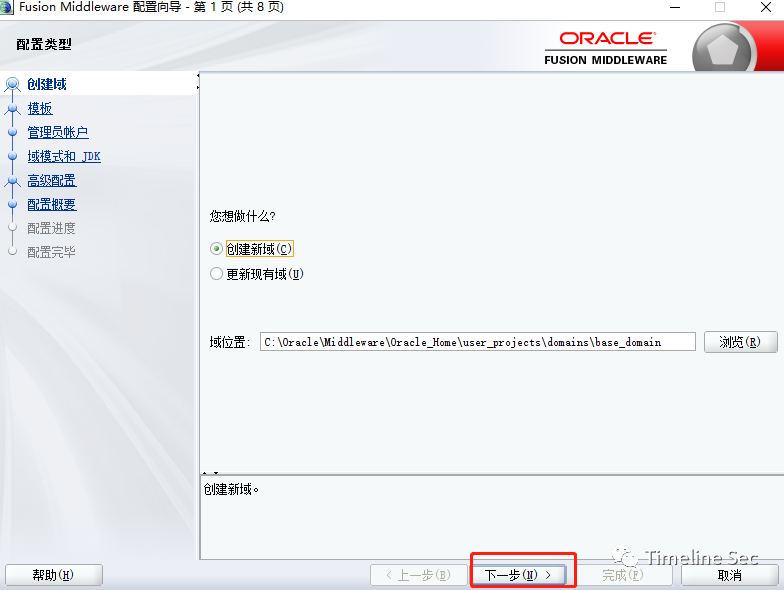 Fusion Middleware 配置向导 - 第 1 页 (共 8 页)
配置类型
ORACLE
FUSION MIDDLEWARE
创建域
模板
管理员帐户
域模式和 JDK
高级配置
配置概要
配置进度
配置完毕
您想做什么?
创建新域(C)
更新现有域(U)
域位置: C:\Oracle\Middleware\Oracle_Home\user_projects\domains\base_domain 浏览(R)
创建新域。
Timeline Sec
帮助(H) < 上一步(B) 下一步(N) > 完成(F) 取消